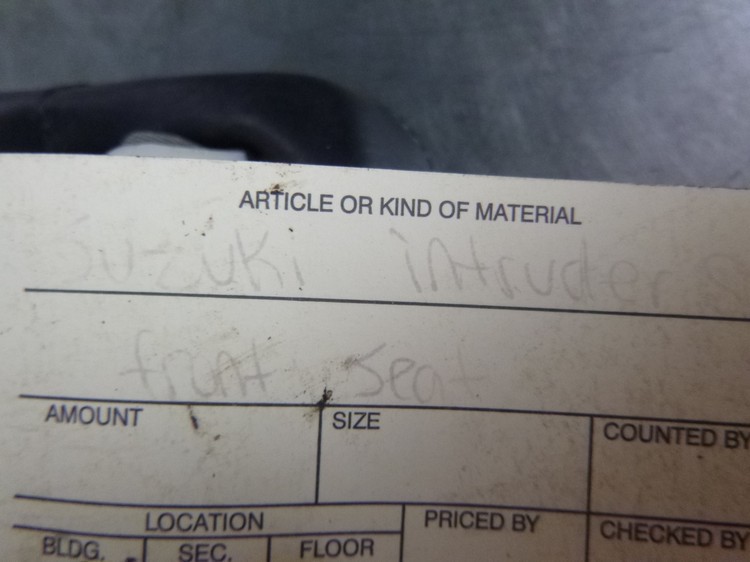 ARTICLE OR KIND OF MATERIAL
Suzuki intruder
front seat
AMOUNT SIZE COUNTED BY
LOCATION PRICED BY CHECKED BY
BLDG. SEC. FLOOR